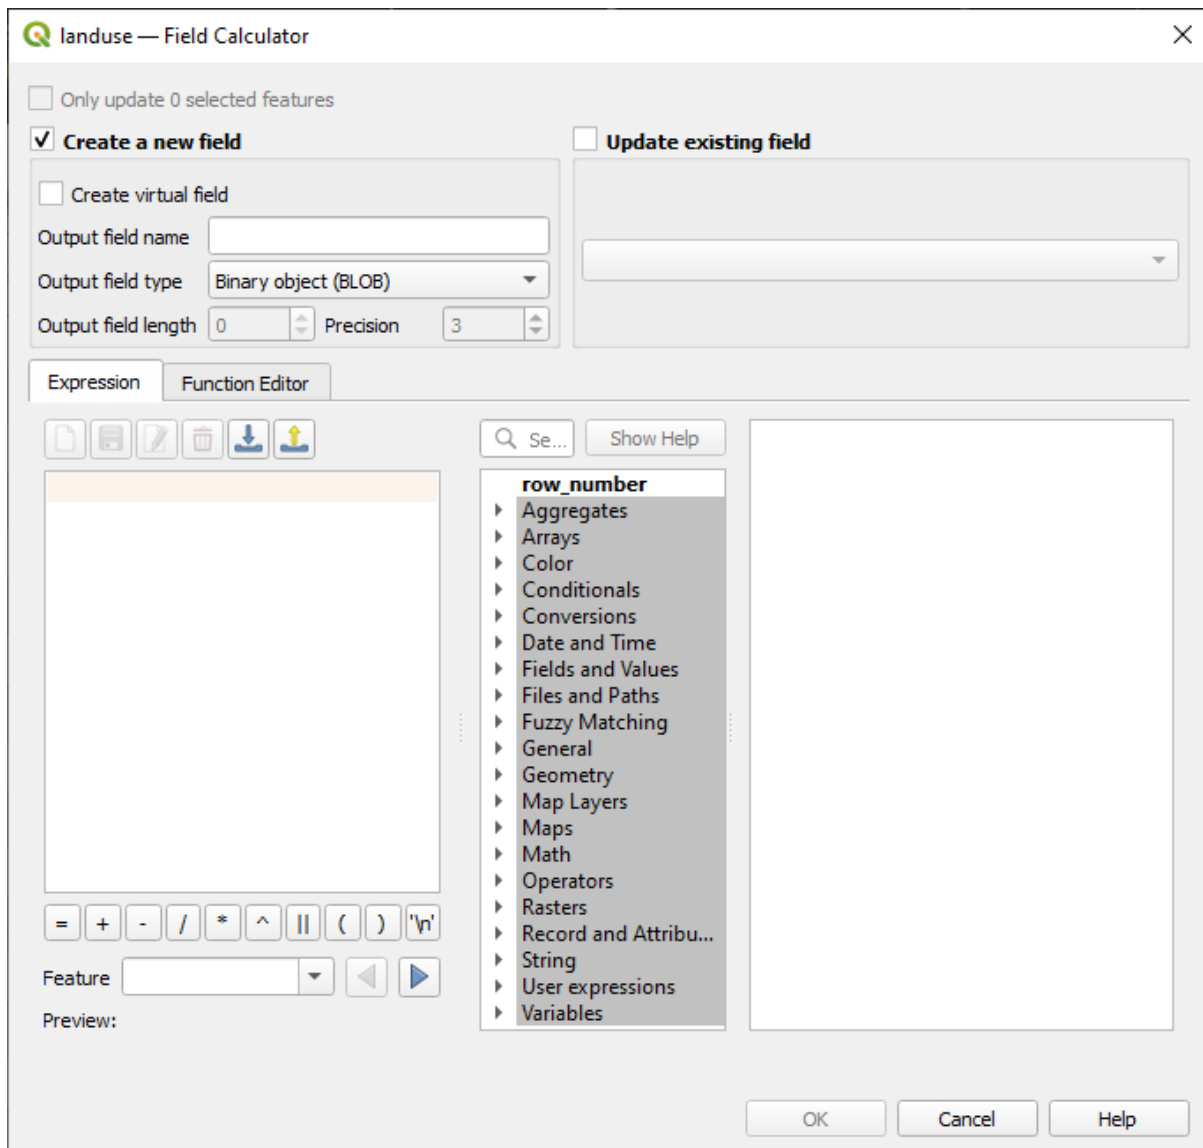 landuse — Field Calculator
Only update 0 selected features
Create a new field
Create virtual field
Output field name
Output field type Binary object (BLOB)
Output field length 0 Precision 3
Update existing field
Expression Function Editor
Se... Show Help
row_number
Aggregates
Arrays
Color
Conditionals
Conversions
Date and Time
Fields and Values
Files and Paths
Fuzzy Matching
General
Geometry
Map Layers
Maps
Math
Operators
Rasters
Record and Attribu...
String
User expressions
Variables
= + - / * ^ || ( ) '\n'
Feature
Preview:
OK Cancel Help